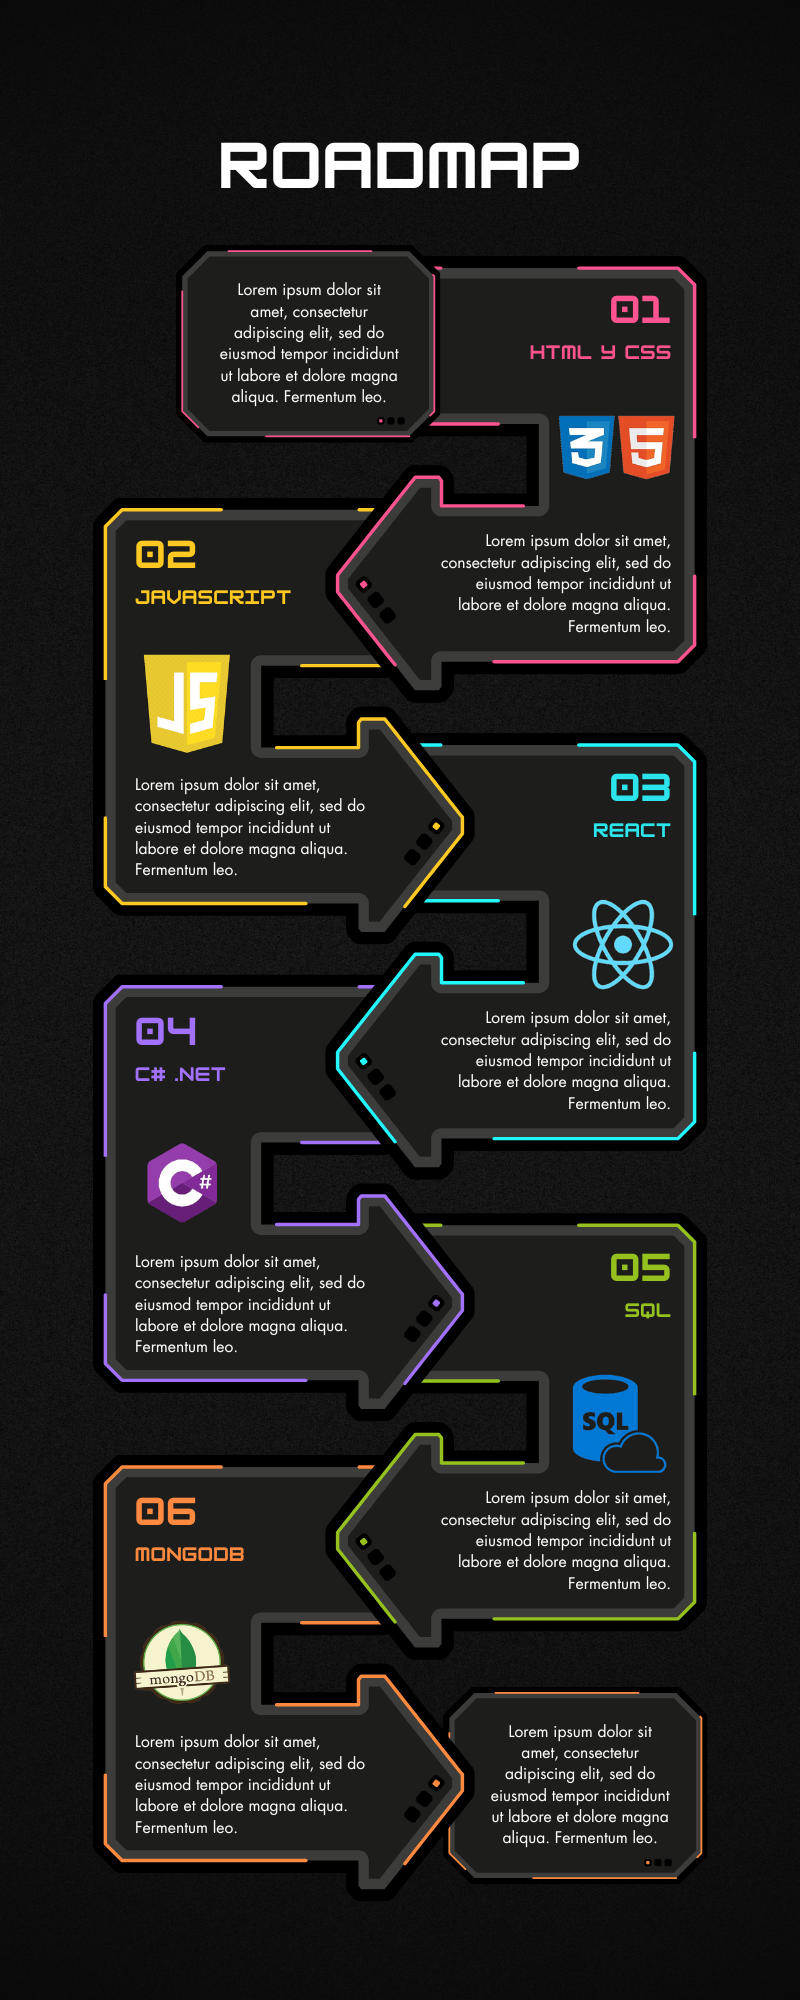 ROADMAP
Lorem ipsum dolor sit
amet, consectetur
adipiscing elit, sed do
eiusmod tempor incididunt
ut labore et dolore magna
aliqua. Fermentum leo.
01
HTML Y CSS
3 5
Lorem ipsum dolor sit amet,
consectetur adipiscing elit, sed do
eiusmod tempor incididunt ut
labore et dolore magna aliqua.
Fermentum leo.
02
JAVASCRIPT
JS
Lorem ipsum dolor sit amet,
consectetur adipiscing elit, sed do
eiusmod tempor incididunt ut
labore et dolore magna aliqua.
Fermentum leo.
03
REACT
Lorem ipsum dolor sit amet,
consectetur adipiscing elit, sed do
eiusmod tempor incididunt ut
labore et dolore magna aliqua.
Fermentum leo.
04
C# .NET
C#
Lorem ipsum dolor sit amet,
consectetur adipiscing elit, sed do
eiusmod tempor incididunt ut
labore et dolore magna aliqua.
Fermentum leo.
05
SQL
SQL
Lorem ipsum dolor sit amet,
consectetur adipiscing elit, sed do
eiusmod tempor incididunt ut
labore et dolore magna aliqua.
Fermentum leo.
06
MONGODB
mongoDB
Lorem ipsum dolor sit amet,
consectetur adipiscing elit, sed do
eiusmod tempor incididunt ut
labore et dolore magna aliqua.
Fermentum leo.
Lorem ipsum dolor sit
amet, consectetur
adipiscing elit, sed do
eiusmod tempor incididunt
ut labore et dolore magna
aliqua. Fermentum leo.